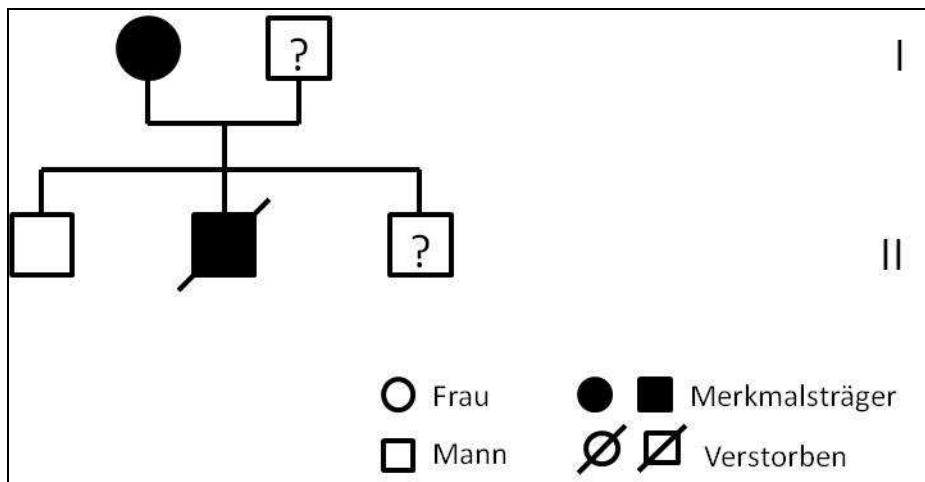 ?
I
?
II
Frau
Merkmalsträger
Mann
Verstorben